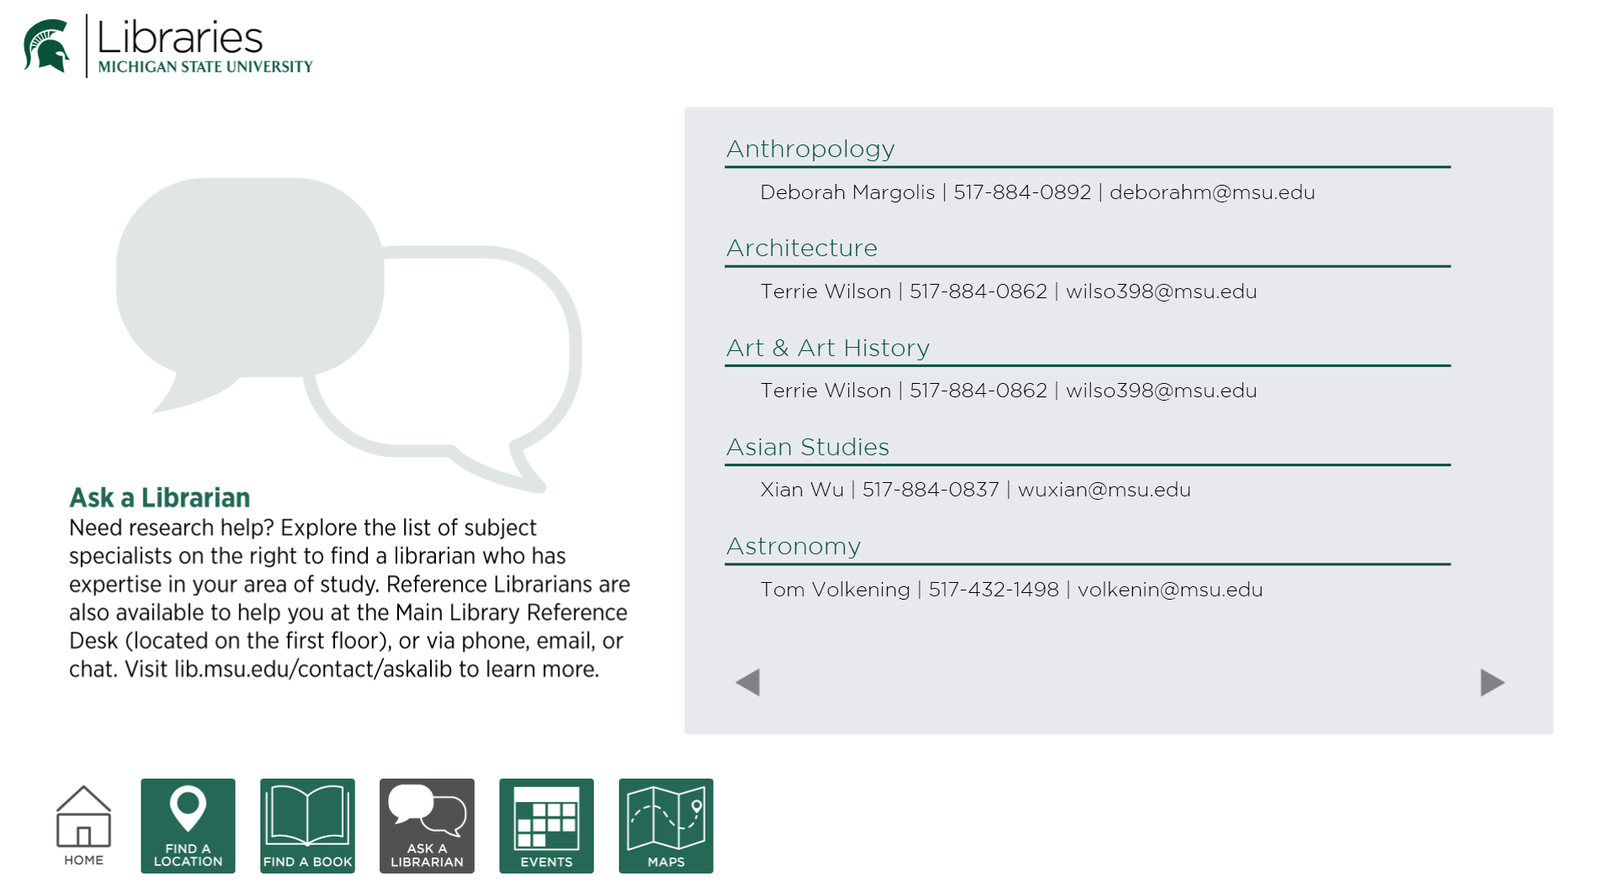 Libraries
MICHIGAN STATE UNIVERSITY
Ask a Librarian
Need research help? Explore the list of subject
specialists on the right to find a librarian who has
expertise in your area of study. Reference Librarians are
also available to help you at the Main Library Reference
Desk (located on the first floor), or via phone, email, or
chat. Visit lib.msu.edu/contact/askalib to learn more.
Anthropology
Deborah Margolis | 517-884-0892 | deborahm@msu.edu
Architecture
Terrie Wilson | 517-884-0862 | wilso398@msu.edu
Art & Art History
Terrie Wilson | 517-884-0862 | wilso398@msu.edu
Asian Studies
Xian Wu | 517-884-0837 | wuxian@msu.edu
Astronomy
Tom Volkening | 517-432-1498 | volkenin@msu.edu
HOME
FIND A
LOCATION
FIND A BOOK
ASK A
LIBRARIAN
EVENTS
MAPS